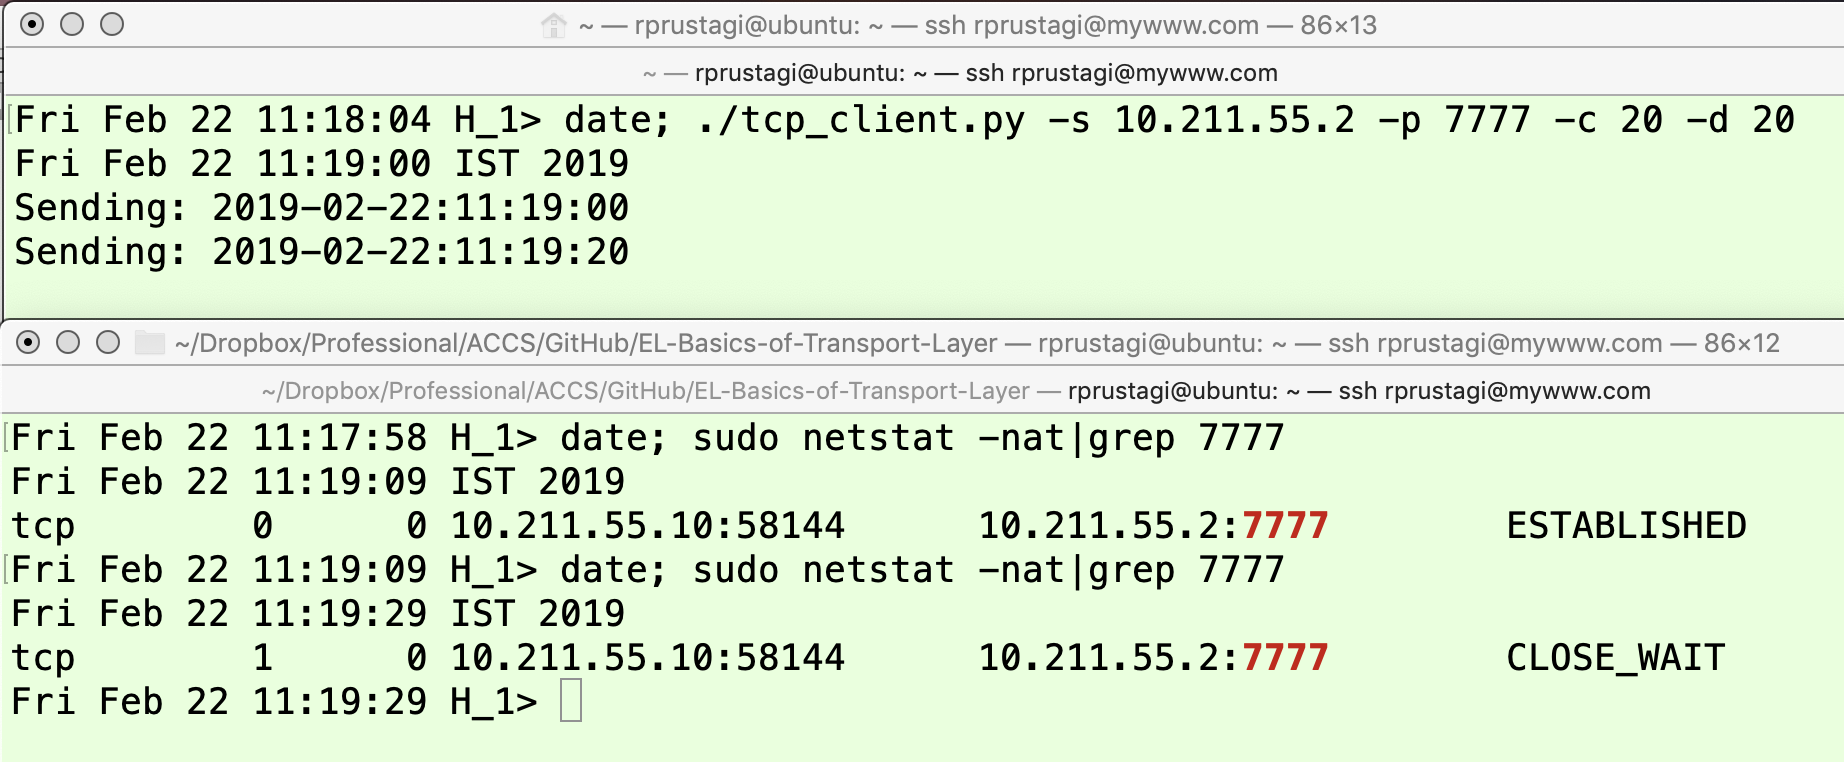 ~ — rprustagi@ubuntu: ~ — ssh rprustagi@mywww.com — 86×13
~ — rprustagi@ubuntu: ~ — ssh rprustagi@mywww.com
Fri Feb 22 11:18:04 H_1> date; ./tcp_client.py -s 10.211.55.2 -p 7777 -c 20 -d 20
Fri Feb 22 11:19:00 IST 2019
Sending: 2019-02-22:11:19:00
Sending: 2019-02-22:11:19:20
~/Dropbox/Professional/ACCS/GitHub/EL-Basics-of-Transport-Layer — rprustagi@ubuntu: ~ — ssh rprustagi@mywww.com — 86×12
~/Dropbox/Professional/ACCS/GitHub/EL-Basics-of-Transport-Layer — rprustagi@ubuntu: ~ — ssh rprustagi@mywww.com
Fri Feb 22 11:17:58 H_1> date; sudo netstat -nat|grep 7777
Fri Feb 22 11:19:09 IST 2019
tcp        0      0 10.211.55.10:58144      10.211.55.2:7777        ESTABLISHED
Fri Feb 22 11:19:09 H_1> date; sudo netstat -nat|grep 7777
Fri Feb 22 11:19:29 IST 2019
tcp        1      0 10.211.55.10:58144      10.211.55.2:7777        CLOSE_WAIT
Fri Feb 22 11:19:29 H_1>